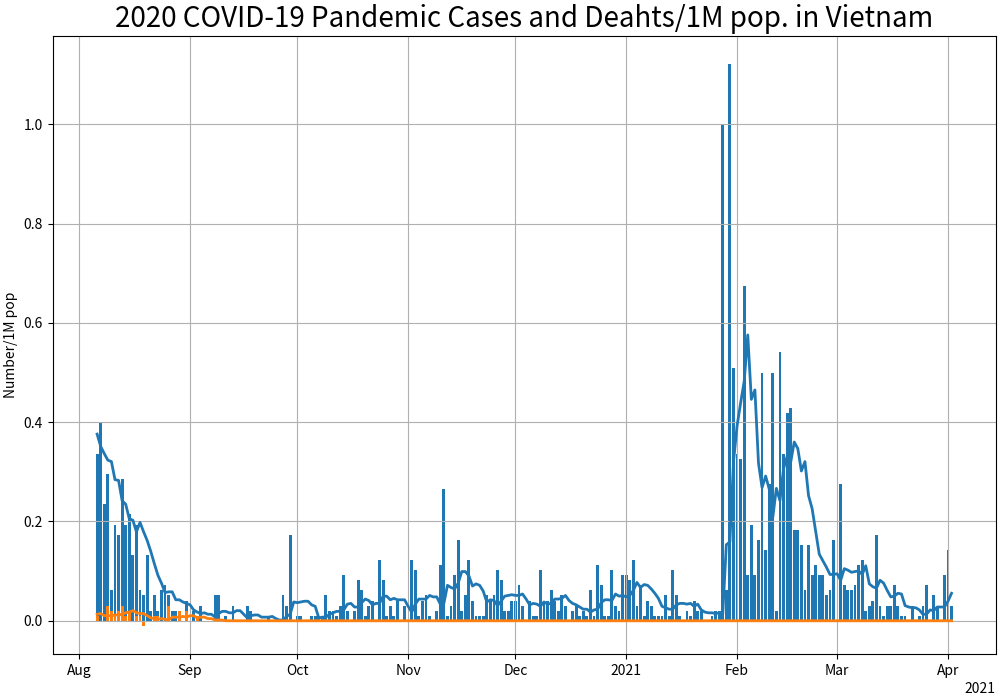 2020 COVID-19 Pandemic Cases and Deahts/1M pop. in Vietnam
Number/1M pop
1.0
0.8
0.6
0.4
0.2
0.0
Aug Sep Oct Nov Dec 2021 Feb Mar Apr
2021